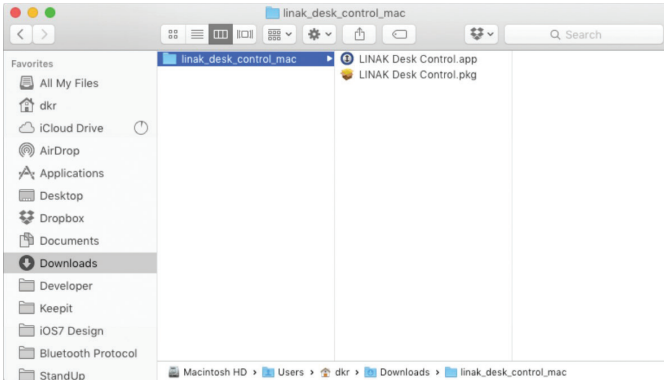 linak_desk_control_mac
Search
Favorites
All My Files
dkr
iCloud Drive
AirDrop
Applications
Desktop
Dropbox
Documents
Downloads
Developer
Keepit
iOS7 Design
Bluetooth Protocol
StandUp
linak_desk_control_mac
LINAK Desk Control.app
LINAK Desk Control.pkg
Macintosh HD › Users › dkr › Downloads › linak_desk_control_mac